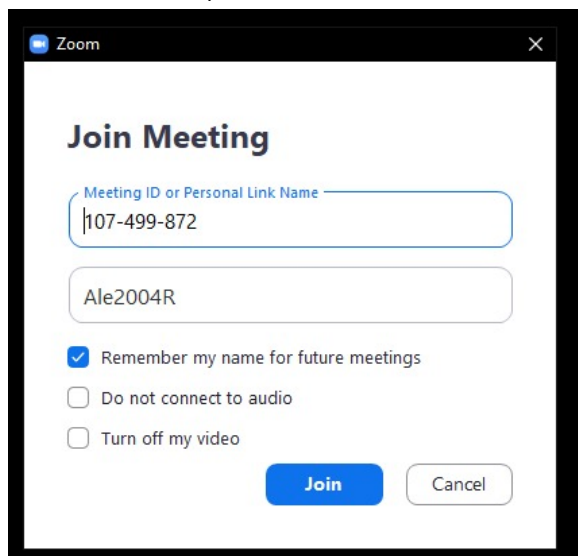 Zoom
Join Meeting
Meeting ID or Personal Link Name
107-499-872
Ale2004R
Remember my name for future meetings
Do not connect to audio
Turn off my video
Join Cancel